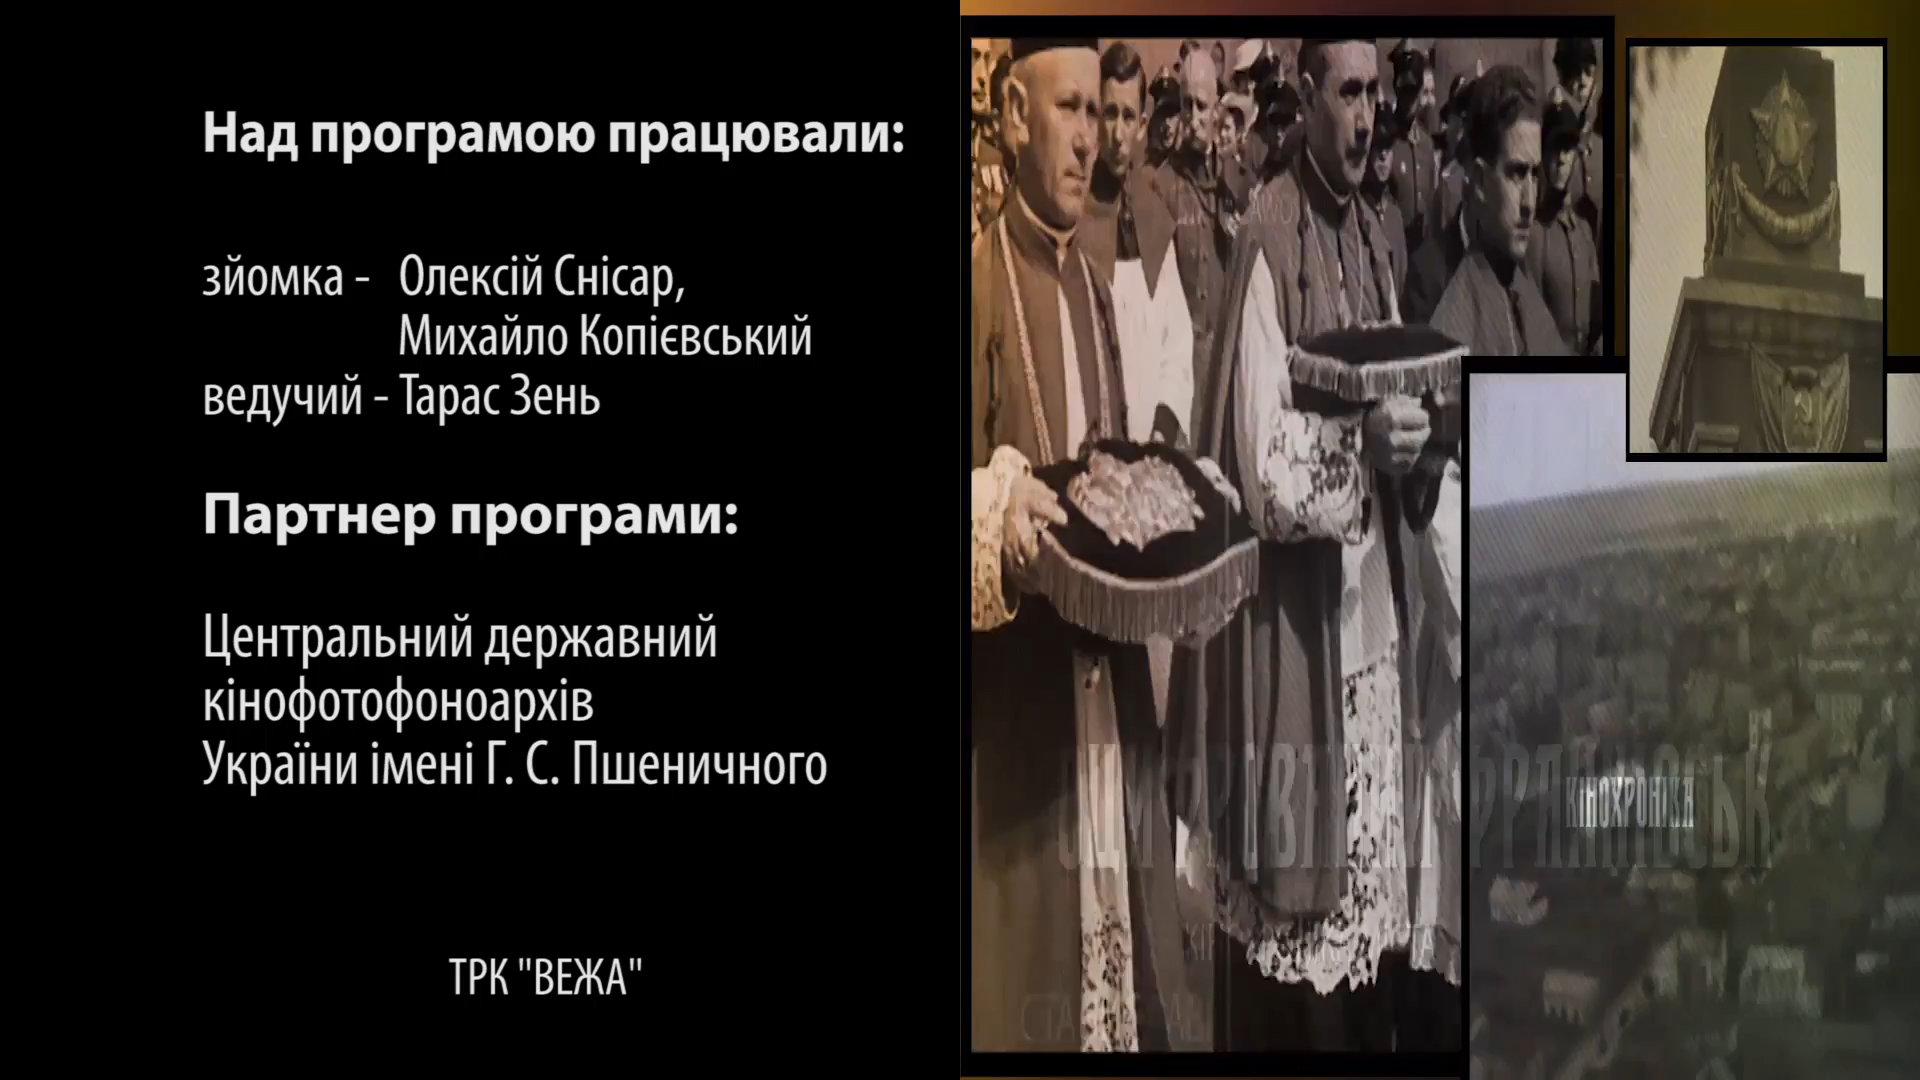 Над програмою працювали:
зйомка - Олексій Снісар,
Михайло Копієвський
ведучий - Тарас Зень
Партнер програми:
Центральний державний
кінофотофоноархів
України імені Г. С. Пшеничного
ТРК "ВЕЖА"
КІНОХРОНІКА